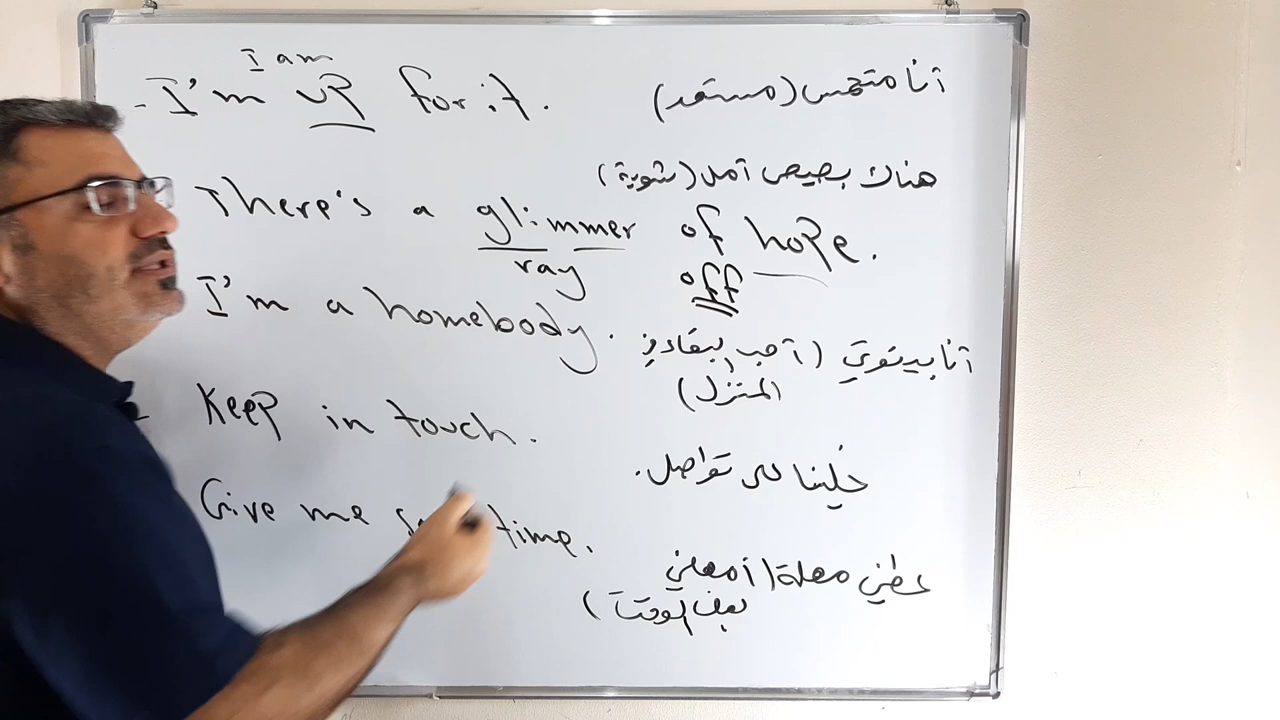 I am
- I'm up for it. أنا متحمس (مستعد)
هناك بصيص أمل (شوية)
There's a glimmer of hope.
ray off
I'm a homebody. أنا بيتوتي (أحب البقاء في
المنزل)
Keep in touch.
خلينا على تواصل.
Give me time.
عطني مهلة (أمهلني
بعض الوقت)